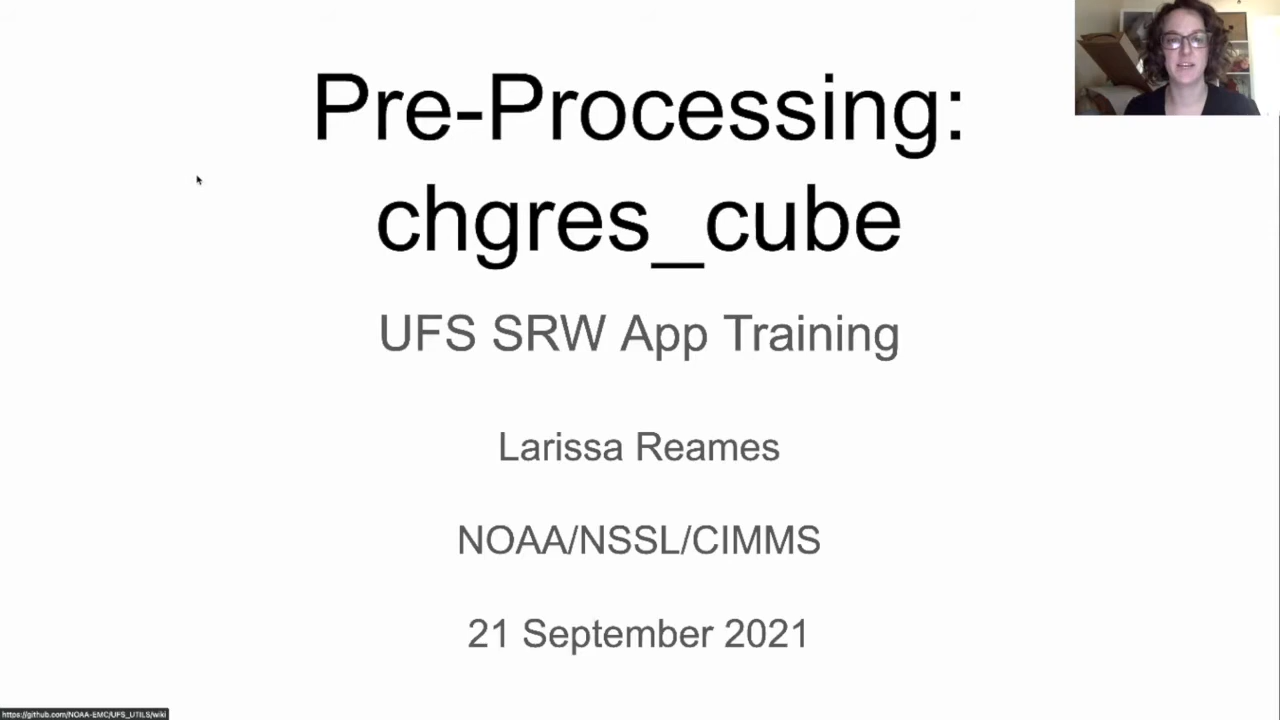 Pre-Processing:
chgres_cube
UFS SRW App Training
Larissa Reames
NOAA/NSSL/CIMMS
21 September 2021
https://github.com/NOAA-EMC/UFS_UTILS/wiki